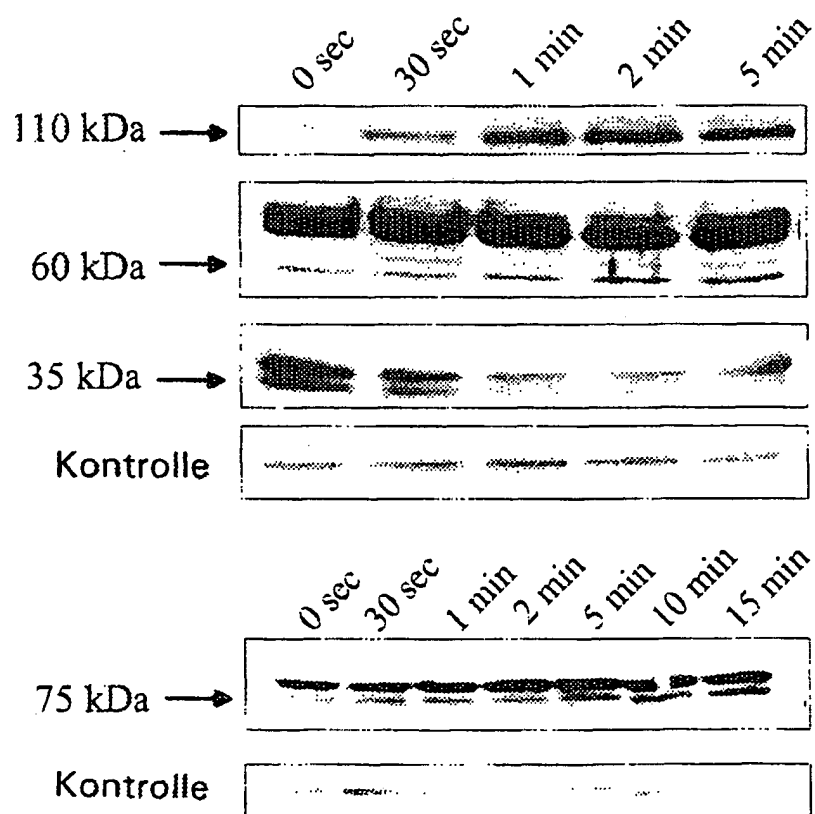 0 sec 30 sec 1 min 2 min 5 min
110 kDa
60 kDa
35 kDa
Kontrolle
0 sec 30 sec 1 min 2 min 5 min 10 min 15 min
75 kDa
Kontrolle